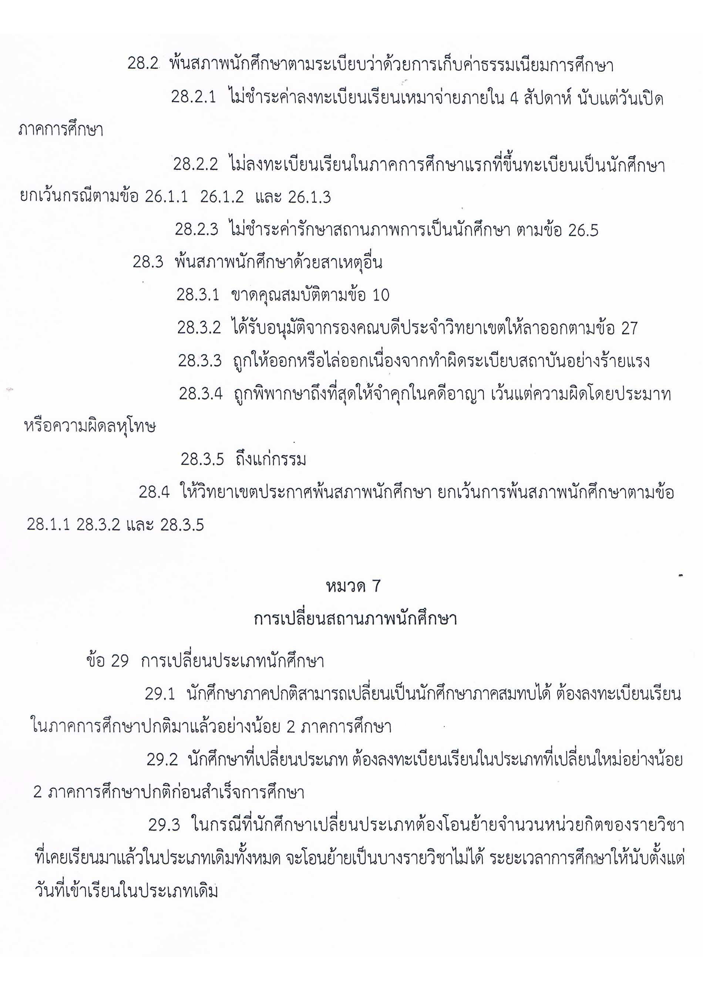 28.2 พ้นสภาพนักศึกษาตามระเบียบว่าด้วยการเก็บค่าธรรมเนียมการศึกษา
28.2.1 ไม่ชำระค่าลงทะเบียนเรียนเหมาจ่ายภายใน 4 สัปดาห์ นับแต่วันเปิด
ภาคการศึกษา
28.2.2 ไม่ลงทะเบียนเรียนในภาคการศึกษาแรกที่ขึ้นทะเบียนเป็นนักศึกษา
ยกเว้นกรณีตามข้อ 26.1.1 26.1.2 และ 26.1.3
28.2.3 ไม่ชำระค่ารักษาสถานภาพการเป็นนักศึกษา ตามข้อ 26.5
28.3 พ้นสภาพนักศึกษาด้วยสาเหตุอื่น
28.3.1 ขาดคุณสมบัติตามข้อ 10
28.3.2 ได้รับอนุมัติจากรองคณบดีประจำวิทยาเขตให้ลาออกตามข้อ 27
28.3.3 ถูกให้ออกหรือไล่ออกเนื่องจากทำผิดระเบียบสถาบันอย่างร้ายแรง
28.3.4 ถูกพิพากษาถึงที่สุดให้จำคุกในคดีอาญา เว้นแต่ความผิดโดยประมาท
หรือความผิดลหุโทษ
28.3.5 ถึงแก่กรรม
28.4 ให้วิทยาเขตประกาศพ้นสภาพนักศึกษา ยกเว้นการพ้นสภาพนักศึกษาตามข้อ
28.1.1 28.3.2 และ 28.3.5
หมวด 7
การเปลี่ยนสถานภาพนักศึกษา
ข้อ 29 การเปลี่ยนประเภทนักศึกษา
29.1 นักศึกษาภาคปกติสามารถเปลี่ยนเป็นนักศึกษาภาคสมทบได้ ต้องลงทะเบียนเรียน
ในภาคการศึกษาปกติมาแล้วอย่างน้อย 2 ภาคการศึกษา
29.2 นักศึกษาที่เปลี่ยนประเภท ต้องลงทะเบียนเรียนในประเภทที่เปลี่ยนใหม่อย่างน้อย
2 ภาคการศึกษาปกติก่อนสำเร็จการศึกษา
29.3 ในกรณีที่นักศึกษาเปลี่ยนประเภทต้องโอนย้ายจำนวนหน่วยกิตของรายวิชา
ที่เคยเรียนมาแล้วในประเภทเดิมทั้งหมด จะโอนย้ายเป็นบางรายวิชาไม่ได้ ระยะเวลาการศึกษาให้นับตั้งแต่
วันที่เข้าเรียนในประเภทเดิม